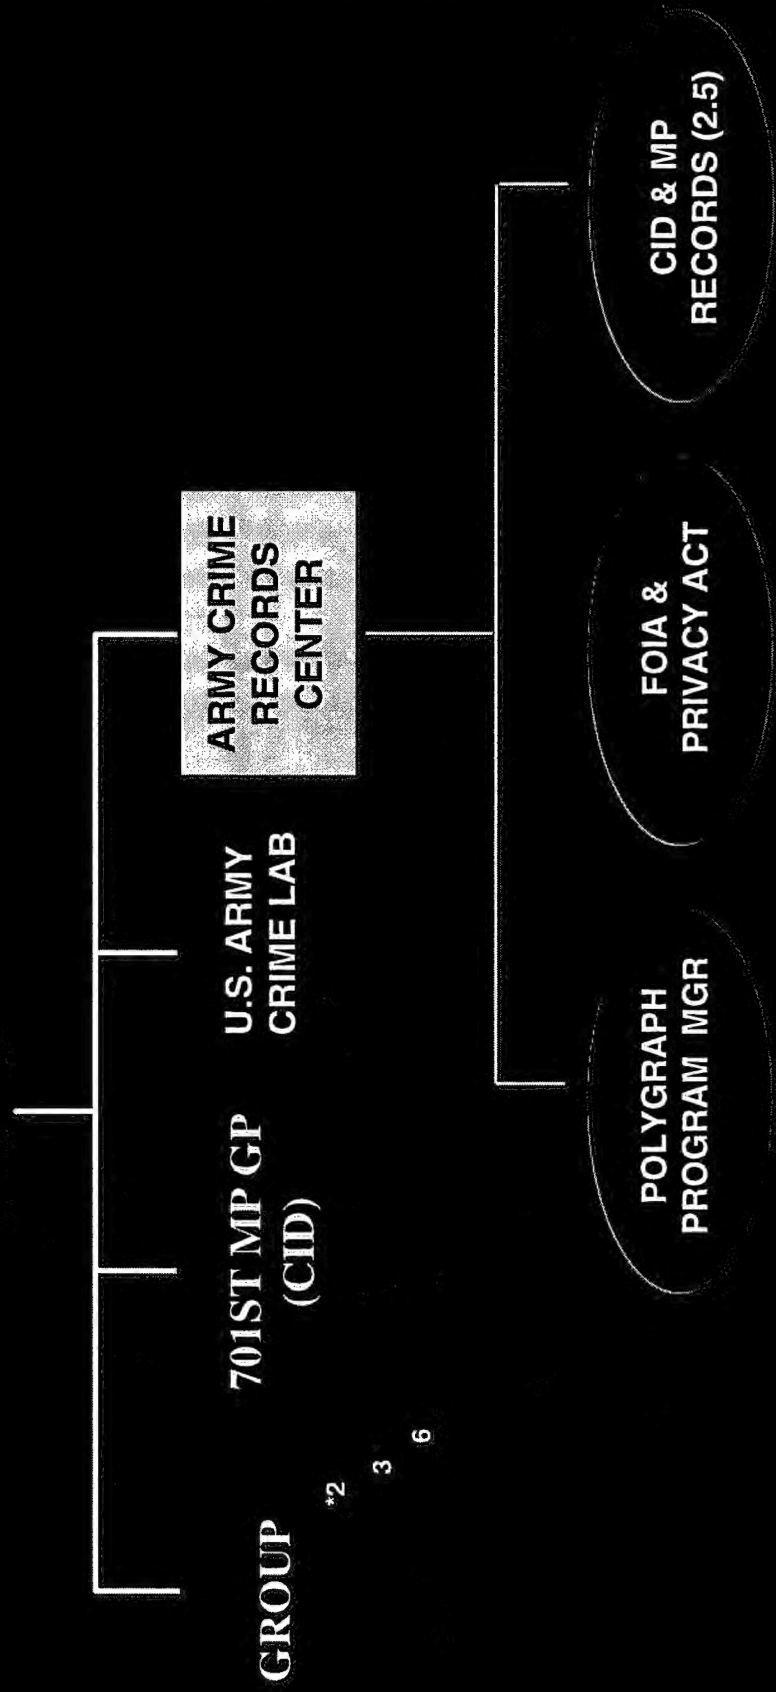 GROUP
*2
3
6
701ST MP GP
(CID)
U.S. ARMY
CRIME LAB
ARMY CRIME
RECORDS
CENTER
POLYGRAPH
PROGRAM MGR
FOIA &
PRIVACY ACT
CID & MP
RECORDS (2.5)